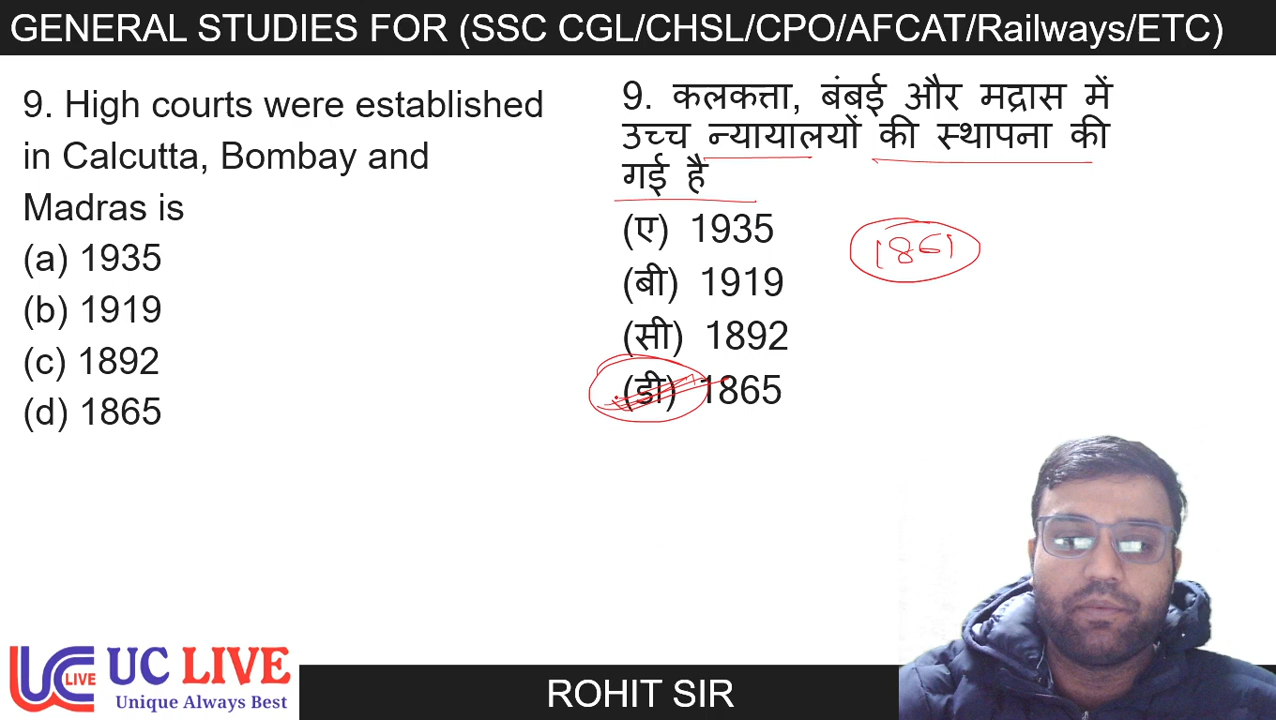 GENERAL STUDIES FOR (SSC CGL/CHSL/CPO/AFCAT/Railways/ETC)
9. High courts were established
in Calcutta, Bombay and
Madras is
(a) 1935
(b) 1919
(c) 1892
(d) 1865
9. कलकत्ता, बंबई और मद्रास में
उच्च न्यायालयों की स्थापना की
गई है
(ए) 1935
(बी) 1919
(सी) 1892
(डी) 1865
1861
LIVE
UC LIVE
Unique Always Best
ROHIT SIR